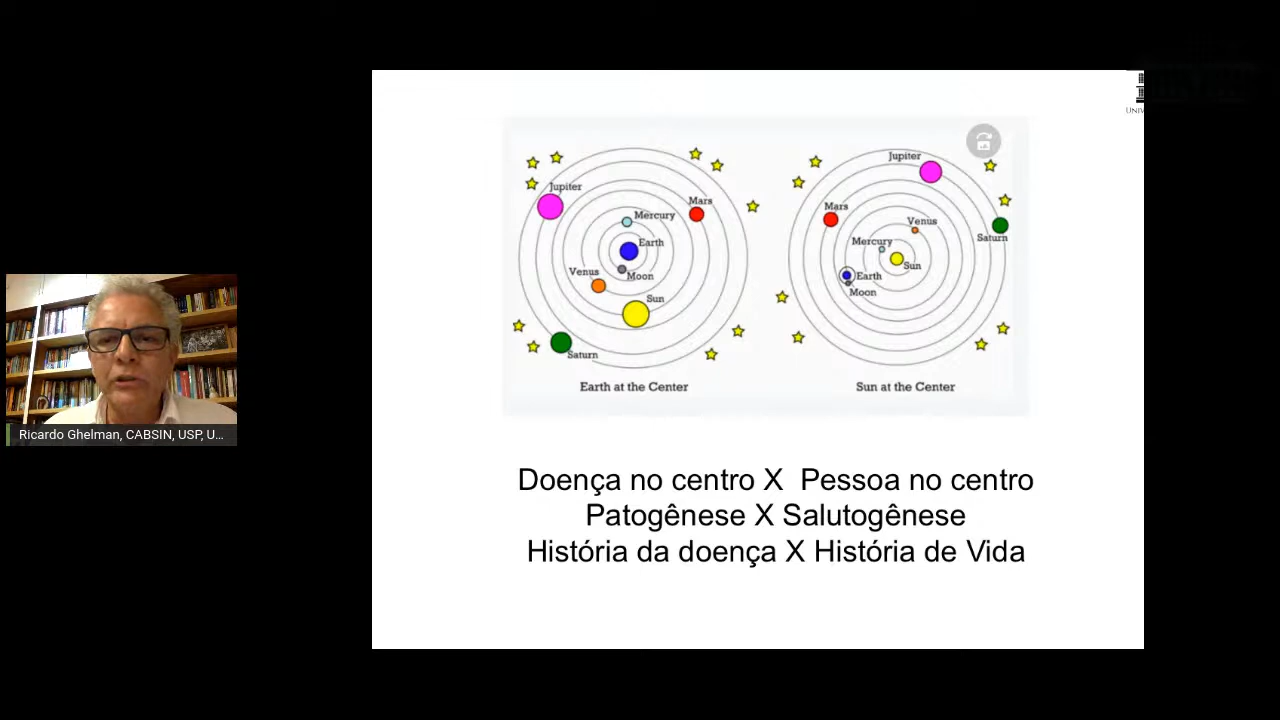 UNIV
Jupiter
Mars
Mercury
Earth
Venus
Moon
Sun
Saturn
Earth at the Center
Jupiter
Mars
Venus
Saturn
Mercury
Sun
Earth
Moon
Sun at the Center
Ricardo Ghelman, CABSIN, USP, U...
Doença no centro X Pessoa no centro
Patogênese X Salutogênese
História da doença X História de Vida